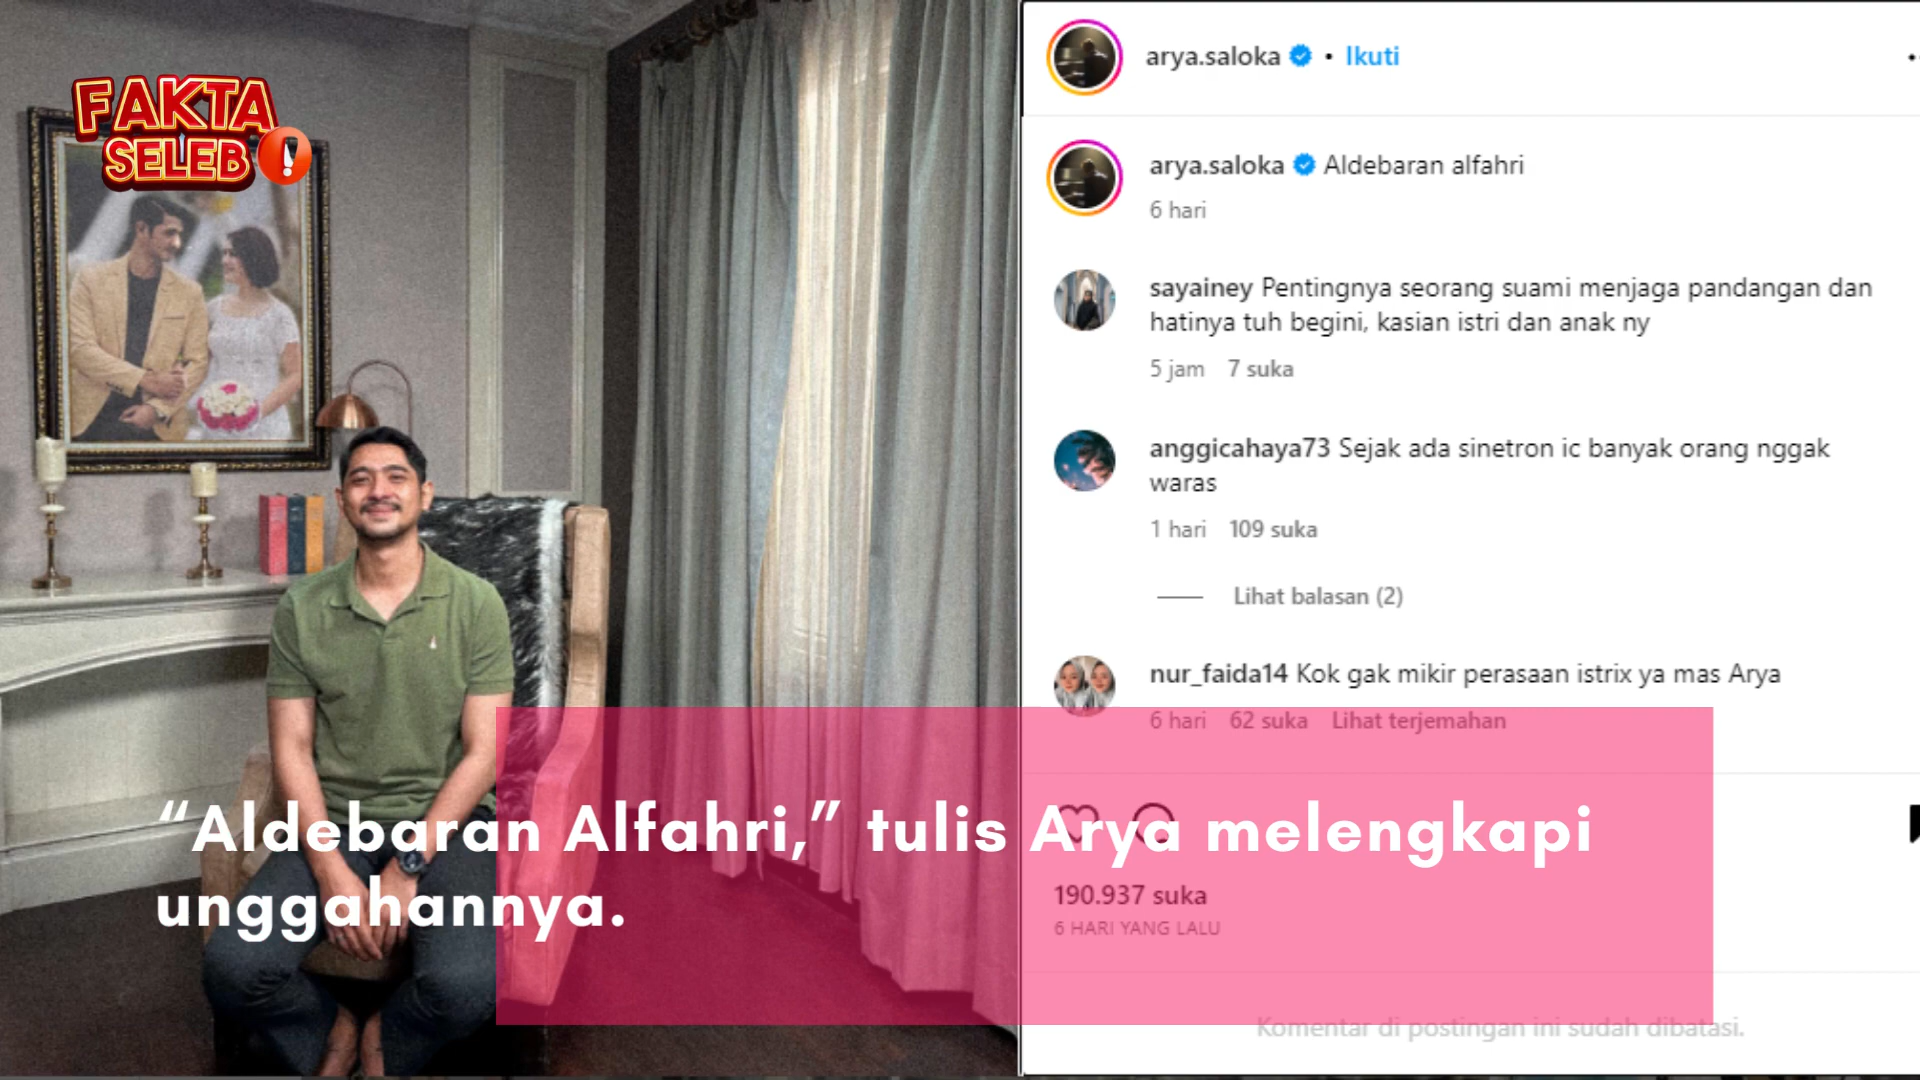 FAKTA
SELEB!
arya.saloka • Ikuti
arya.saloka Aldebaran alfahri
6 hari
sayainey Pentingnya seorang suami menjaga pandangan dan
hatinya tuh begini, kasian istri dan anak ny
5 jam 7 suka
anggicahaya73 Sejak ada sinetron ic banyak orang nggak
waras
1 hari 109 suka
Lihat balasan (2)
nur_faida14 Kok gak mikir perasaan istrix ya mas Arya
6 hari 62 suka Lihat terjemahan
“Aldebaran Alfahri,” tulis Arya melengkapi
unggahannya.
190.937 suka
6 HARI YANG LALU
Komentar di postingan ini sudah dibatasi.